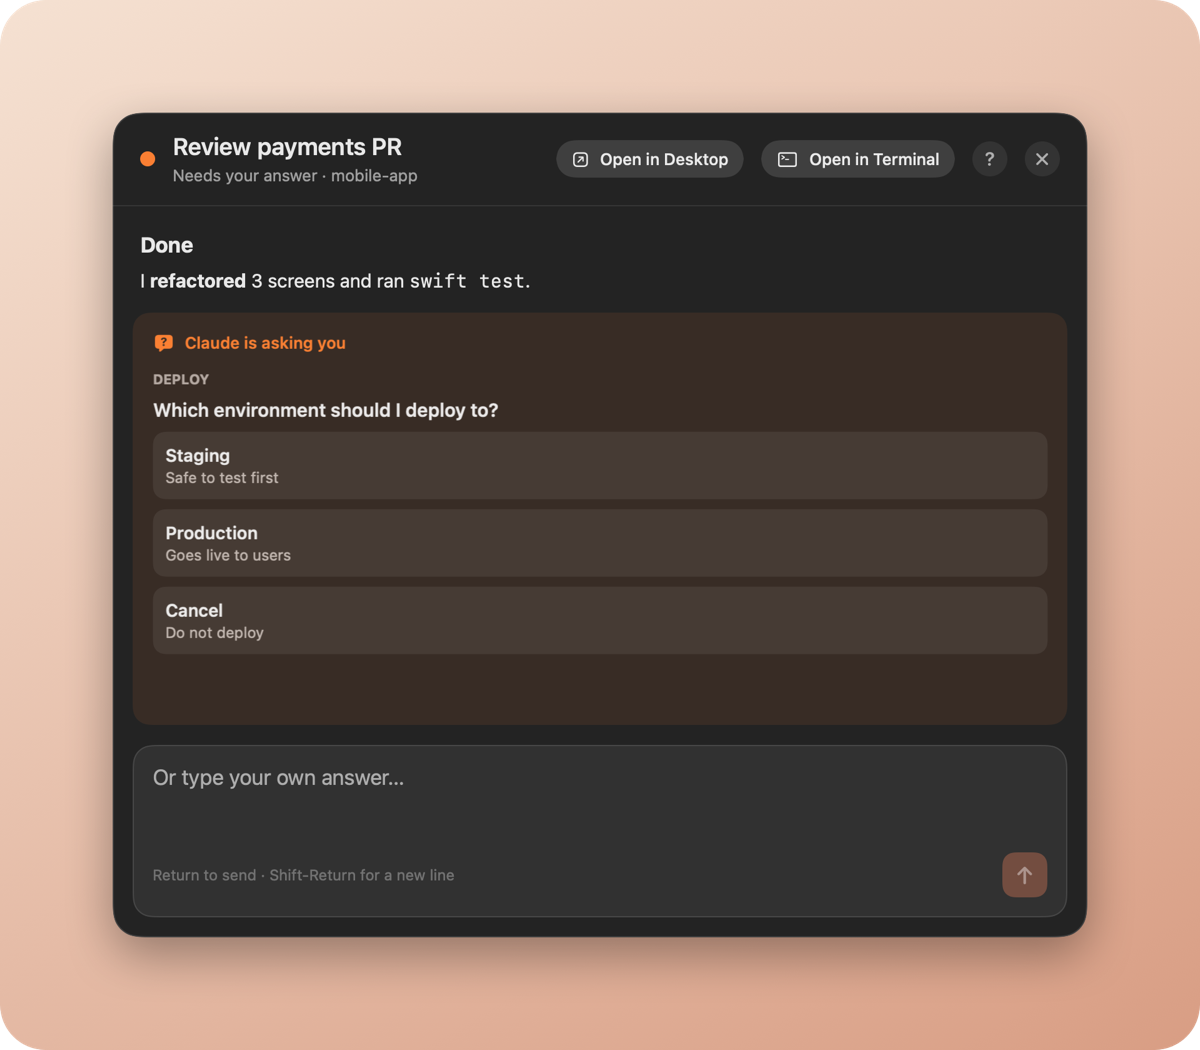 Review payments PR
Needs your answer · mobile-app
Open in Desktop
Open in Terminal
?
Done
I refactored 3 screens and ran swift test.
Claude is asking you
DEPLOY
Which environment should I deploy to?
Staging
Safe to test first
Production
Goes live to users
Cancel
Do not deploy
Or type your own answer...
Return to send · Shift-Return for a new line